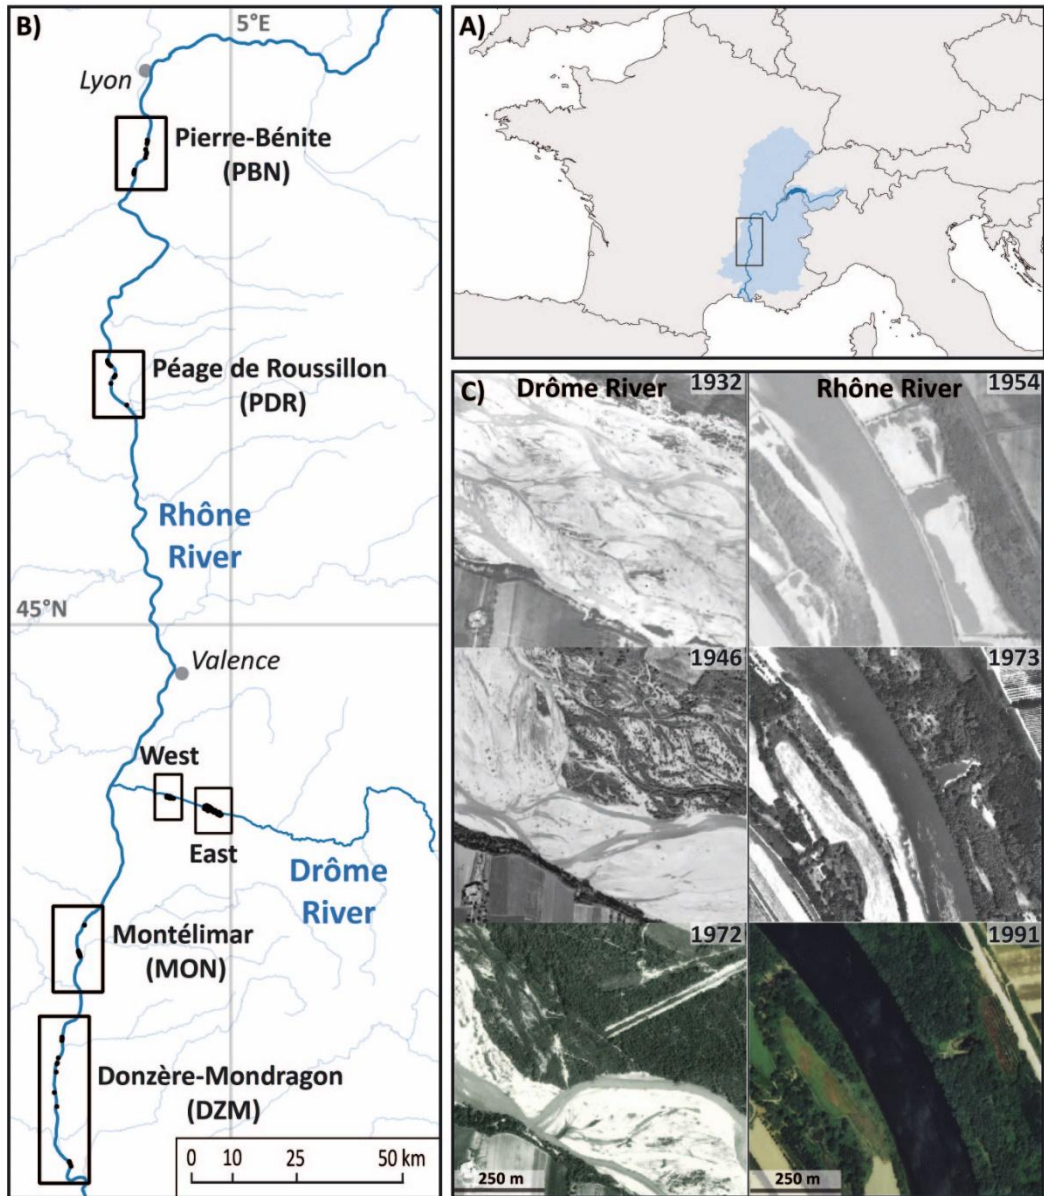 B)
5°E
Lyon
Pierre-Bénite
(PBN)
Péage de Roussillon
(PDR)
Rhône
River
45°N
Valence
West
East
Drôme
River
Montélimar
(MON)
Donzère-Mondragon
(DZM)
0 10 25 50 km
A)
C) Drôme River 1932
Rhône River 1954
1946
1973
1972
1991
250 m
250 m